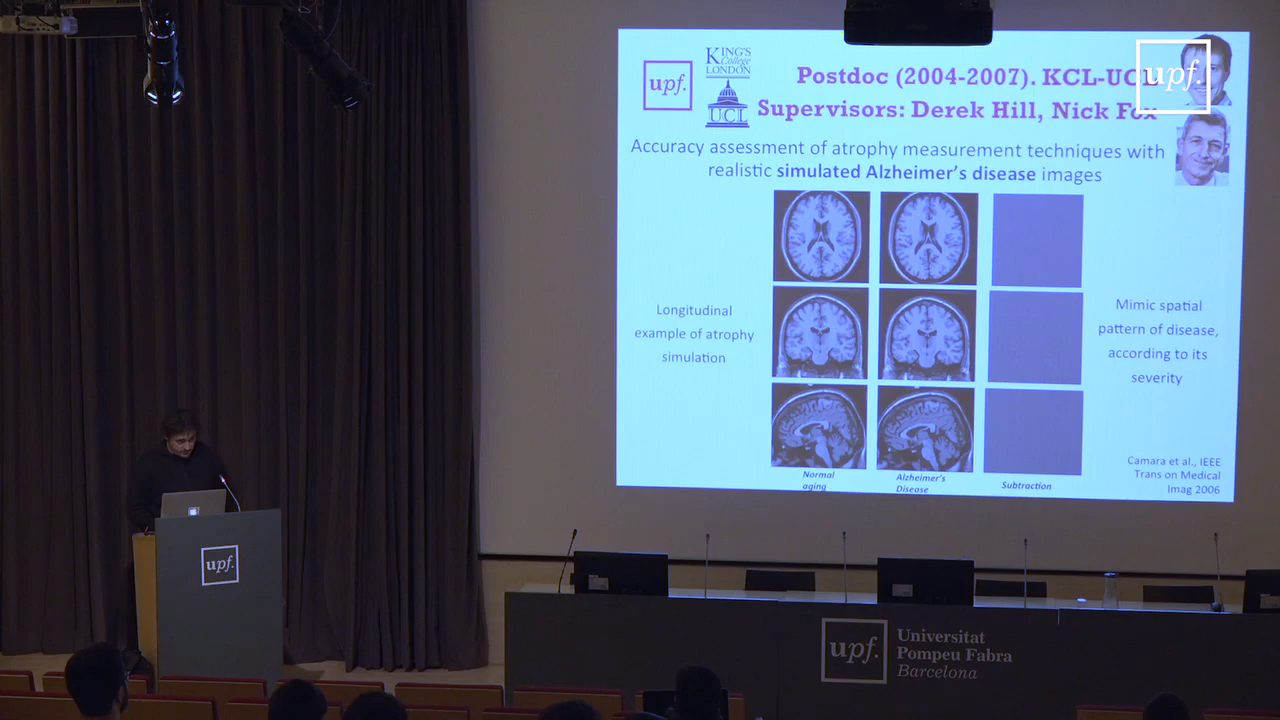 upf.
KING'S
College
LONDON
UCL
Postdoc (2004-2007). KCL-UCL
Supervisors: Derek Hill, Nick Fox
upf.
Accuracy assessment of atrophy measurement techniques with
realistic simulated Alzheimer's disease images
Longitudinal
example of atrophy
simulation
Mimic spatial
pattern of disease,
according to its
severity
Normal
aging
Alzheimer's
Disease
Subtraction
Camara et al., IEEE
Trans on Medical
Imag 2006
upf.
upf.
Universitat
Pompeu Fabra
Barcelona